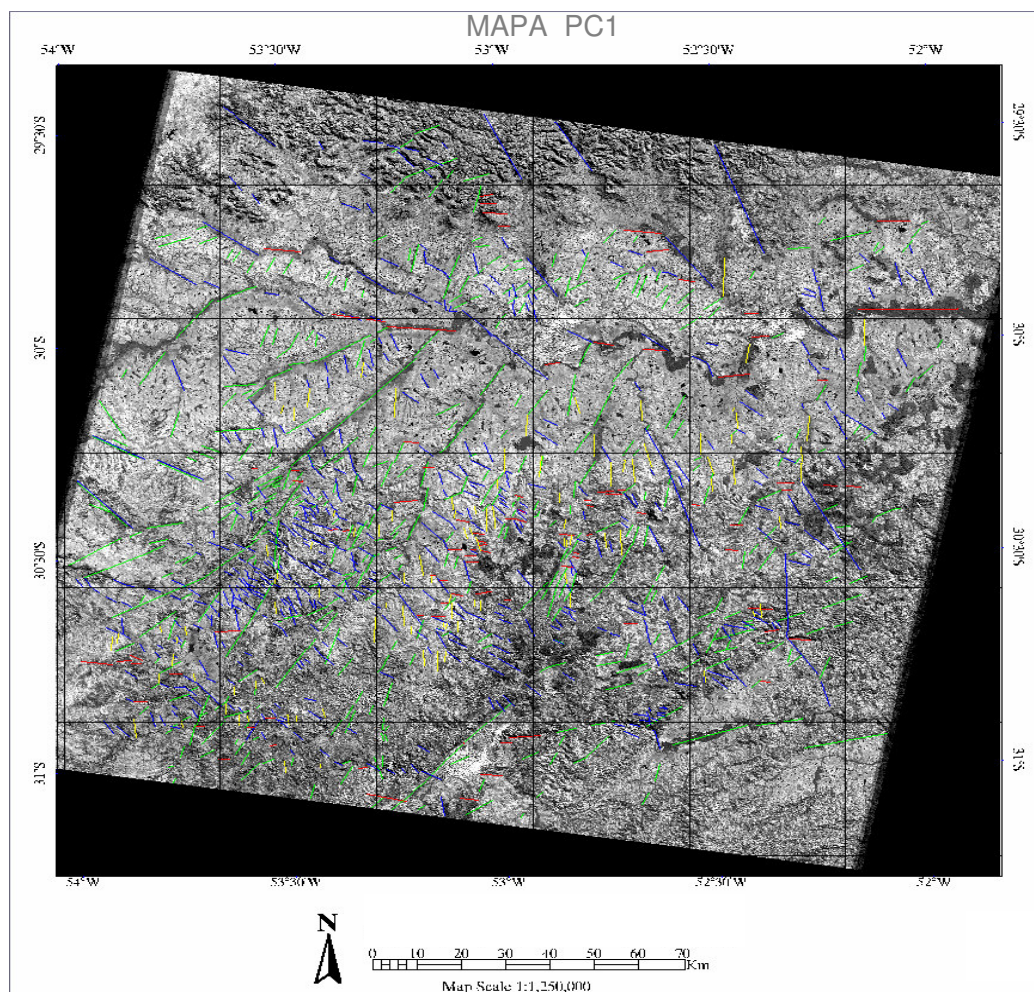 MAPA PC1
54°W 53°30'W 53°W 52°30'W 52°W
29°30'S 29°30'S
30°S 30°S
30°30'S 30°30'S
31°S 31°S
54°W 53°30'W 53°W 52°30'W 52°W
N
0 10 20 30 40 50 60 70
Km
Map Scale 1:1,250,000